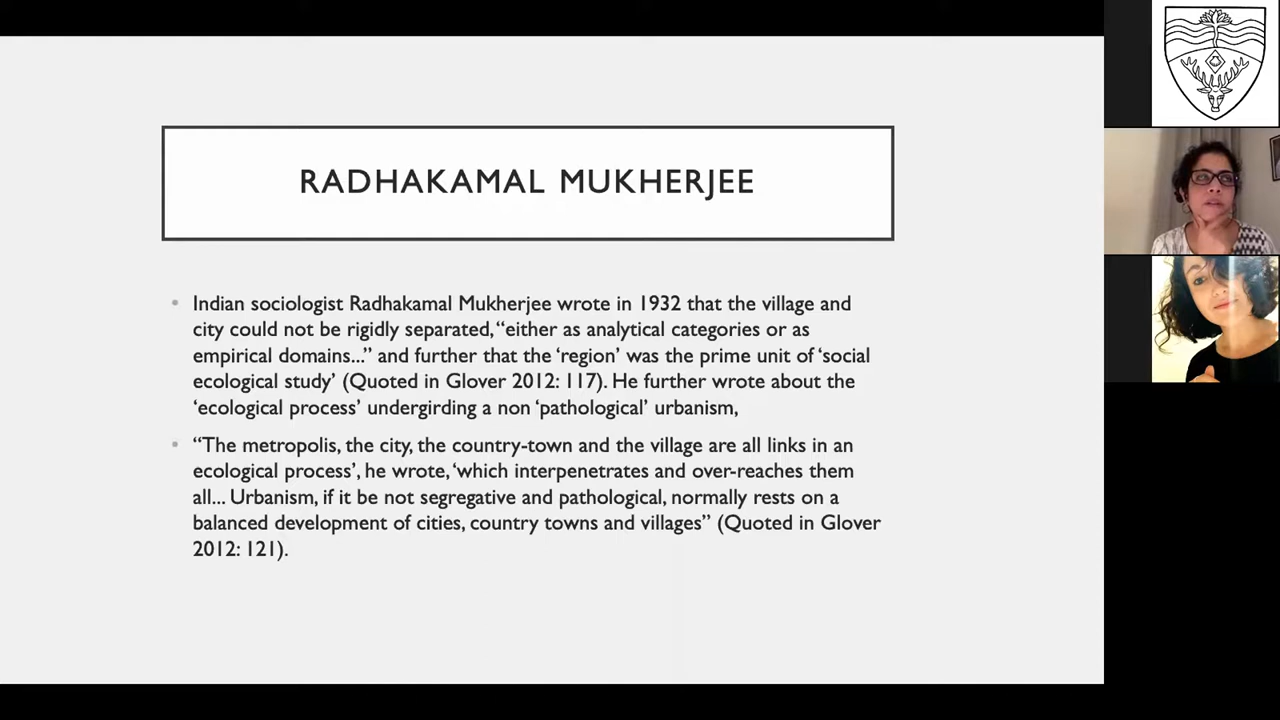 RADHAKAMAL MUKHERJEE
• Indian sociologist Radhakamal Mukherjee wrote in 1932 that the village and
city could not be rigidly separated, “either as analytical categories or as
empirical domains...” and further that the ‘region’ was the prime unit of ‘social
ecological study’ (Quoted in Glover 2012: 117). He further wrote about the
‘ecological process’ undergirding a non ‘pathological’ urbanism,
• “The metropolis, the city, the country-town and the village are all links in an
ecological process’, he wrote, ‘which interpenetrates and over-reaches them
all... Urbanism, if it be not segregative and pathological, normally rests on a
balanced development of cities, country towns and villages” (Quoted in Glover
2012: 121).